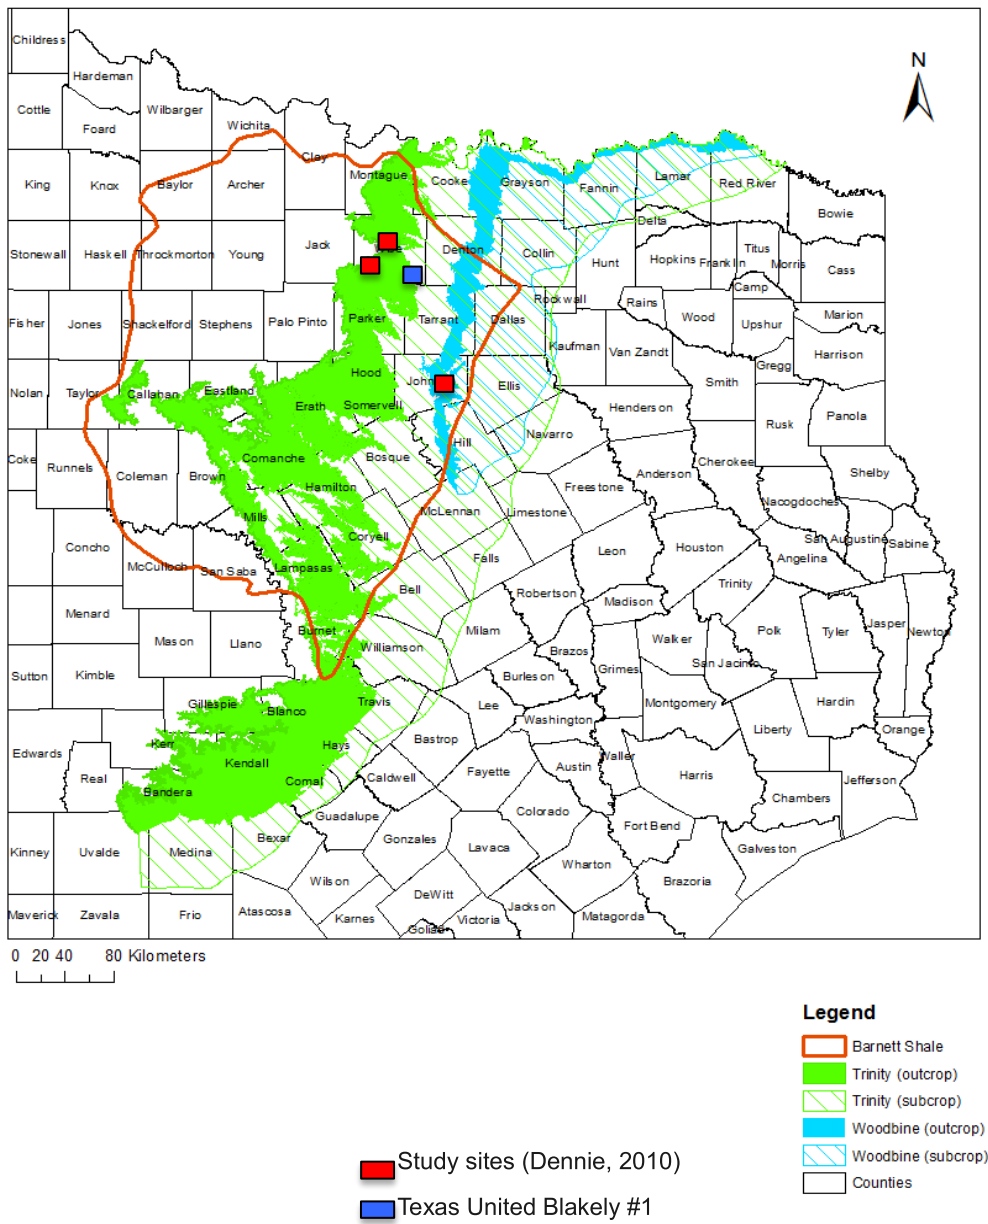 Childress
Hardeman
Cottle
Wilbarger
Foard
Wichita
Clay
N
King
Knox
Baylor
Archer
Montague
Cooke
Grayson
Fannin
Lamar
Red River
Bowie
Delta
Stonewall
Haskell
Throckmorton
Young
Jack
Denton
Collin
Hunt
Hopkins
Franklin
Titus
Morris
Cass
Camp
Fisher
Jones
Shackelford
Stephens
Palo Pinto
Parker
Tarrant
Dallas
Rockwall
Rains
Wood
Upshur
Marion
Kaufman
Van Zandt
Harrison
Gregg
Smith
Nolan
Taylor
Callahan
Eastland
Hood
Erath
Somervell
John
Ellis
Henderson
Rusk
Panola
Navarro
Hill
Coke
Runnels
Coleman
Brown
Comanche
Bosque
Hamilton
Freestone
Anderson
Cherokee
Shelby
Nacogdoches
Mills
McLennan
Limestone
Coryell
San Augustine
Sabine
Concho
McCulloch
San Saba
Lampasas
Falls
Leon
Houston
Angelina
Trinity
Bell
Robertson
Madison
Menard
Mason
Llano
Burnet
Williamson
Milam
Brazos
Walker
Polk
Tyler
Jasper
Newton
San Jacinto
Grimes
Sutton
Kimble
Burleson
Gillespie
Blanco
Travis
Lee
Washington
Montgomery
Hardin
Liberty
Orange
Edwards
Kerr
Hays
Bastrop
Waller
Real
Kendall
Bandera
Comal
Caldwell
Fayette
Austin
Harris
Jefferson
Chambers
Guadalupe
Colorado
Fort Bend
Bexar
Gonzales
Lavaca
Galveston
Kinney
Uvalde
Medina
Wharton
Wilson
DeWitt
Brazoria
Maverick
Zavala
Frio
Atascosa
Karnes
Goliad
Victoria
Jackson
Matagorda
0 20 40 80 Kilometers
Legend
Barnett Shale
Trinity (outcrop)
Trinity (subcrop)
Woodbine (outcrop)
Woodbine (subcrop)
Counties
Study sites (Dennie, 2010)
Texas United Blakely #1